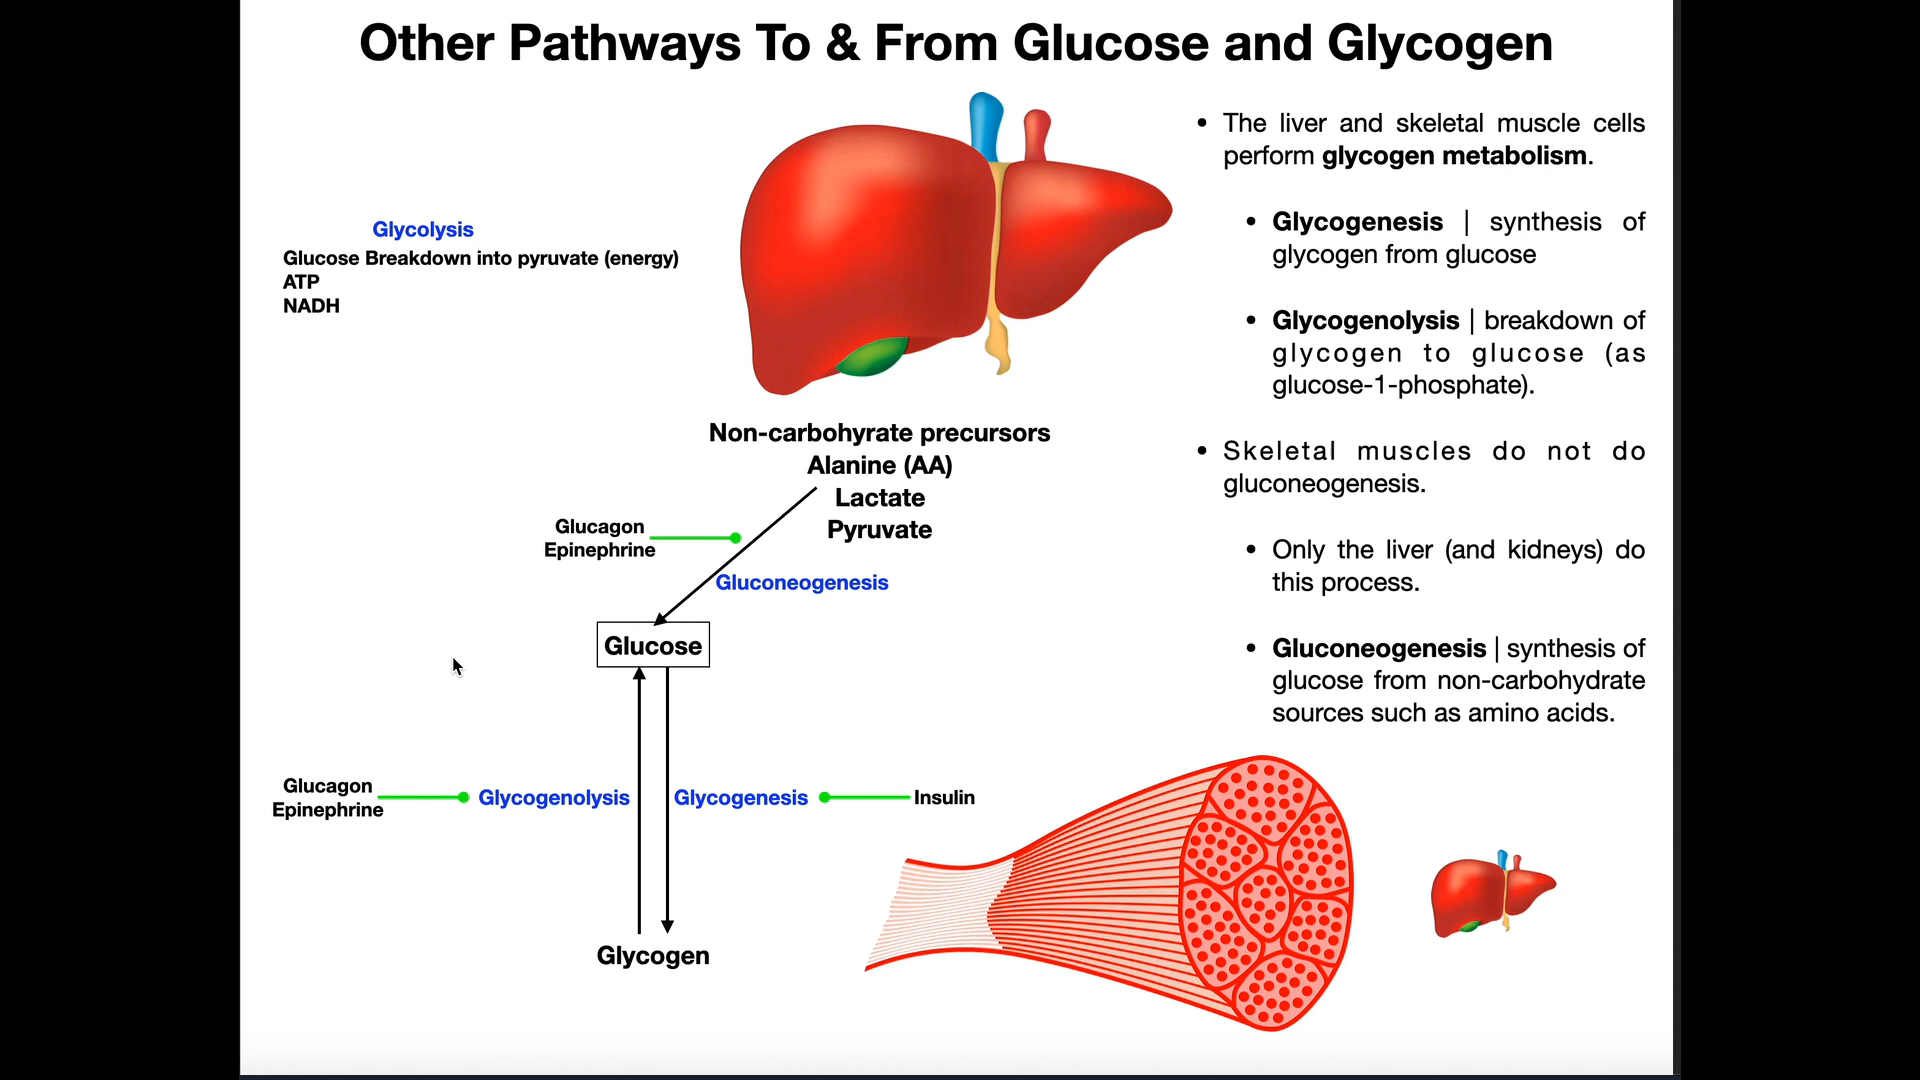 Other Pathways To & From Glucose and Glycogen
Glycolysis
Glucose Breakdown into pyruvate (energy)
ATP
NADH
Non-carbohyrate precursors
Alanine (AA)
Lactate
Pyruvate
Glucagon
Epinephrine
Gluconeogenesis
Glucose
Glucagon
Epinephrine
Glycogenolysis
Glycogenesis
Insulin
Glycogen
• The liver and skeletal muscle cells
perform glycogen metabolism.
• Glycogenesis | synthesis of
glycogen from glucose
• Glycogenolysis | breakdown of
glycogen to glucose (as
glucose-1-phosphate).
• Skeletal muscles do not do
gluconeogenesis.
• Only the liver (and kidneys) do
this process.
• Gluconeogenesis | synthesis of
glucose from non-carbohydrate
sources such as amino acids.